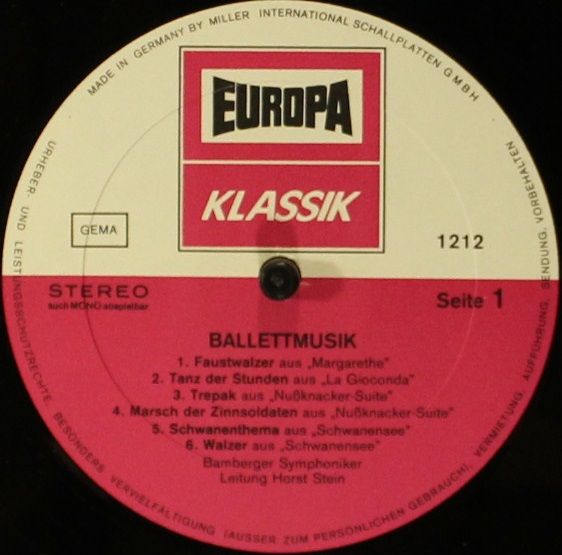 MADE IN GERMANY BY MILLER INTERNATIONAL SCHALLPLATTEN GMBH
EUROPA
KLASSIK
GEMA
1212
STEREO
auch MONO abspielbar
Seite 1
BALLETTMUSIK
1. Faustwalzer aus „Margarethe”
2. Tanz der Stunden aus „La Gioconda”
3. Trepak aus „Nußknacker-Suite”
4. Marsch der Zinnsoldaten aus „Nußknacker-Suite”
5. Schwanenthema aus „Schwanensee”
6. Walzer aus „Schwanensee”
Bamberger Symphoniker
Leitung Horst Stein
URHEBER- UND LEISTUNGSSCHUTZRECHTE, BESONDERS VERVIELFÄLTIGUNG (AUSSER ZUM PERSÖNLICHEN GEBRAUCH), VERMIETUNG, AUFFÜHRUNG, SENDUNG, VORBEHALTEN